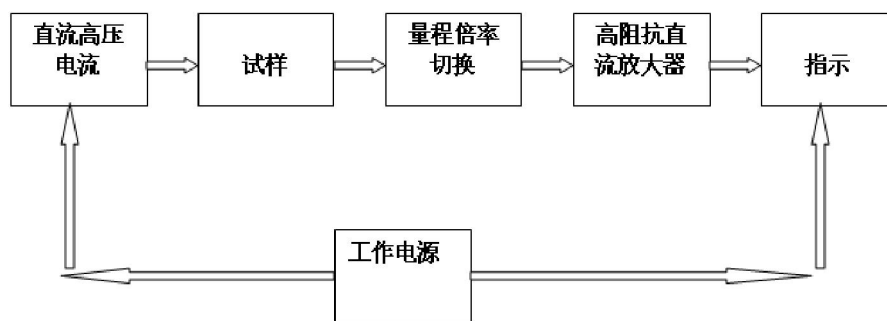 直流高压
电流
试样
量程倍率
切换
高阻抗直
流放大器
指示
工作电源